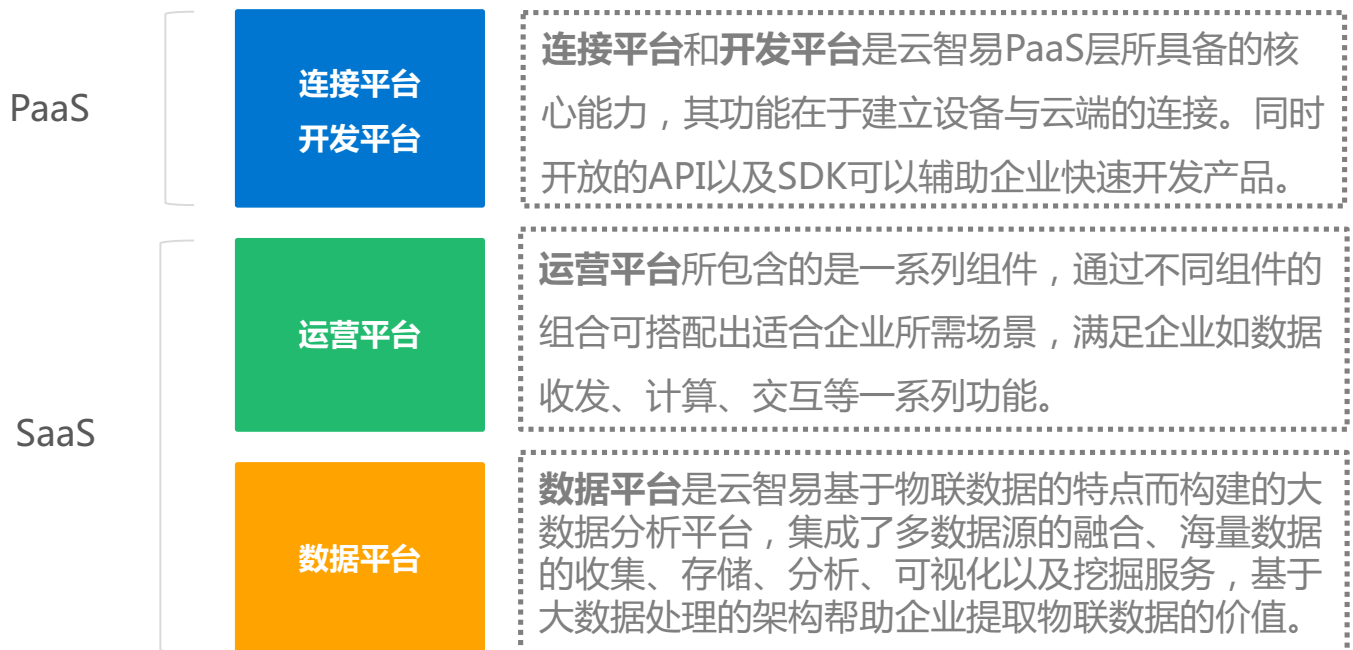 PaaS
连接平台
开发平台
连接平台和开发平台是云智易PaaS层所具备的核
心能力，其功能在于建立设备与云端的连接。同时
开放的API以及SDK可以辅助企业快速开发产品。
SaaS
运营平台
运营平台所包含的是一系列组件，通过不同组件的
组合可搭配出适合企业所需场景，满足企业如数据
收发、计算、交互等一系列功能。
数据平台
数据平台是云智易基于物联数据的特点而构建的大
数据分析平台，集成了多数据源的融合、海量数据
的收集、存储、分析、可视化以及挖掘服务，基于
大数据处理的架构帮助企业提取物联数据的价值。